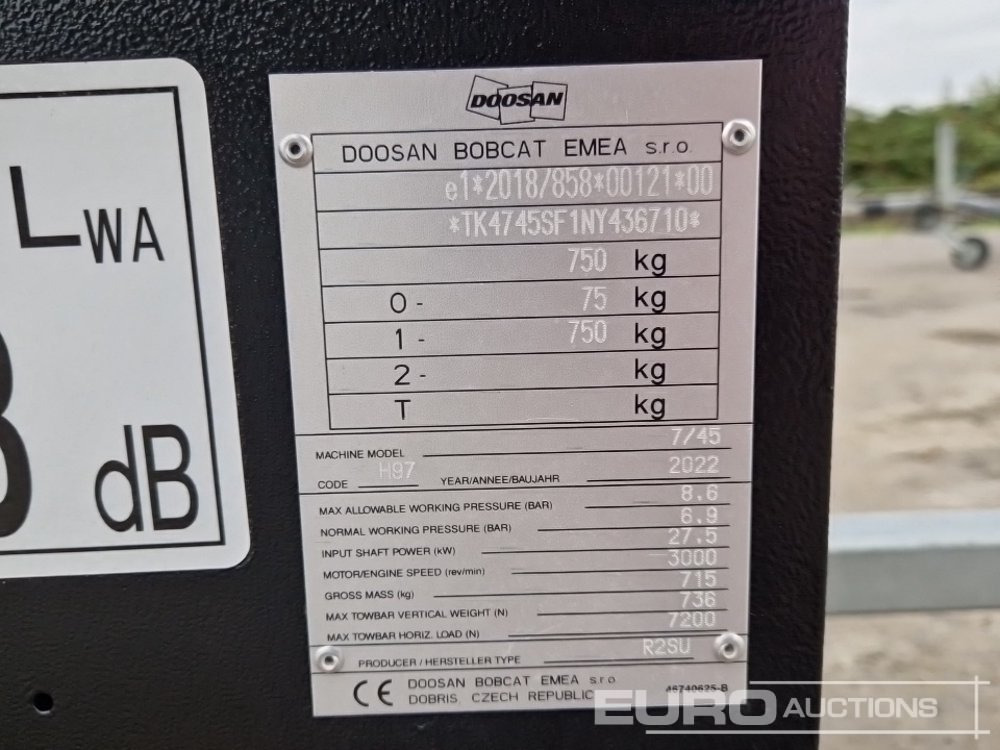 LWA
dB
DOOSAN
DOOSAN BOBCAT EMEA s.r.o.
e1*2018/858*00121*00
*TK4745SF1NY436710*
750 kg
0- 75 kg
1- 750 kg
2- kg
T kg
MACHINE MODEL 7/45
CODE H97 YEAR/ANNEE/BAUJAHR 2022
MAX ALLOWABLE WORKING PRESSURE (BAR) 8.6
NORMAL WORKING PRESSURE (BAR) 6.9
INPUT SHAFT POWER (kW) 27.5
MOTOR/ENGINE SPEED (rev/min) 3000
GROSS MASS (kg) 715
MAX TOWBAR VERTICAL WEIGHT (N) 736
MAX TOWBAR HORIZ. LOAD (N) 7200
PRODUCER / HERSTELLER TYPE R2SU
CE DOOSAN BOBCAT EMEA s.r.o.
DOBRIS, CZECH REPUBLIC
46740625-B
EURO AUCTIONS